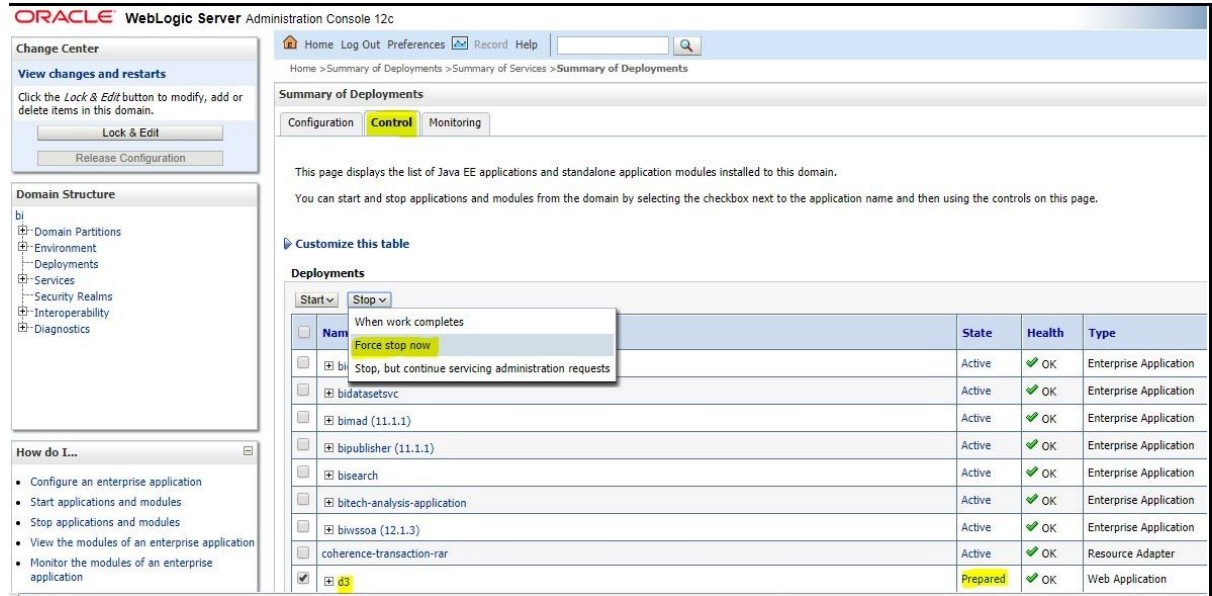 ORACLE WebLogic Server Administration Console 12c
Change Center
View changes and restarts
Click the Lock & Edit button to modify, add or
delete items in this domain.
Lock & Edit
Release Configuration
Domain Structure
bi
Domain Partitions
Environment
Deployments
Services
Security Realms
Interoperability
Diagnostics
How do I...
Configure an enterprise application
Start applications and modules
Stop applications and modules
View the modules of an enterprise application
Monitor the modules of an enterprise
application
Home Log Out Preferences Record Help
Home >Summary of Deployments >Summary of Services >Summary of Deployments
Summary of Deployments
Configuration Control Monitoring
This page displays the list of Java EE applications and standalone application modules installed to this domain.
You can start and stop applications and modules from the domain by selecting the checkbox next to the application name and then using the controls on this page.
Customize this table
Deployments
Start Stop
When work completes
Force stop now
Stop, but continue servicing administration requests
Nam State Health Type
bi Active OK Enterprise Application
bidatasetsvc Active OK Enterprise Application
bimad (11.1.1) Active OK Enterprise Application
bipublisher (11.1.1) Active OK Enterprise Application
bisearch Active OK Enterprise Application
bitech-analysis-application Active OK Enterprise Application
biwssoa (12.1.3) Active OK Enterprise Application
coherence-transaction-rar Active OK Resource Adapter
d3 Prepared OK Web Application